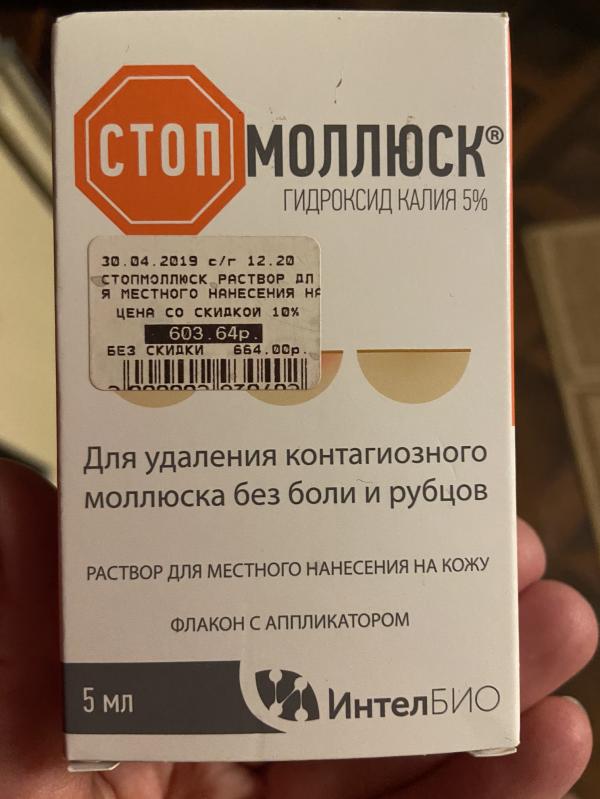 СТОП МОЛЛЮСК®
ГИДРОКСИД КАЛИЯ 5%
30.04.2019 с/г 12.20
СТОПМОЛЛЮСК РАСТВОР ДЛ
Я МЕСТНОГО НАНЕСЕНИЯ НА
ЦЕНА СО СКИДКОЙ 10%
603.64р.
БЕЗ СКИДКИ 664.00р.
Для удаления контагиозного
моллюска без боли и рубцов
РАСТВОР ДЛЯ МЕСТНОГО НАНЕСЕНИЯ НА КОЖУ
ФЛАКОН С АППЛИКАТОРОМ
5 мл
ИнтелБИО